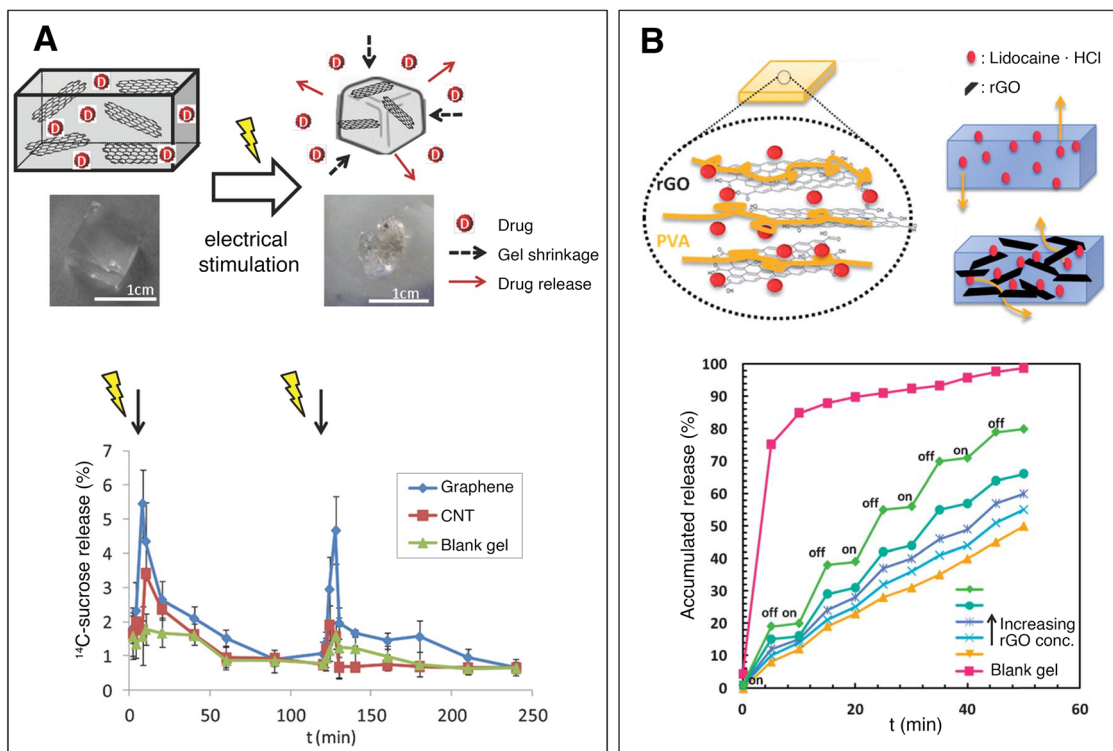 A
D
D
D
D
D
D
D
D
D
D
D
D
D
electrical
stimulation
1cm
1cm
D Drug
Gel shrinkage
Drug release
7
6
5
4
3
2
1
0
¹⁴C-sucrose release (%)
Graphene
CNT
Blank gel
0 50 100 150 200 250
t (min)
B
: Lidocaine · HCl
: rGO
rGO
PVA
100
90
80
70
60
50
40
30
20
10
0
Accumulated release (%)
on
off on
off
on
off
on
off
on
off
Increasing
rGO conc.
Blank gel
0 20 40 60
t (min)